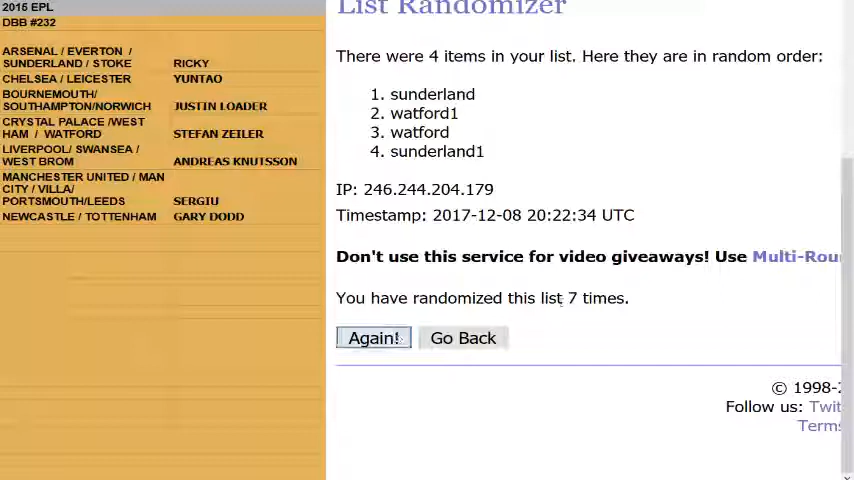 2015 EPL
DBB #232
ARSENAL / EVERTON /
SUNDERLAND / STOKE RICKY
CHELSEA / LEICESTER YUNTAO
BOURNEMOUTH/
SOUTHAMPTON/NORWICH JUSTIN LOADER
CRYSTAL PALACE /WEST
HAM / WATFORD STEFAN ZEILER
LIVERPOOL/ SWANSEA /
WEST BROM ANDREAS KNUTSSON
MANCHESTER UNITED / MAN
CITY / VILLA/
PORTSMOUTH/LEEDS SERGIU
NEWCASTLE / TOTTENHAM GARY DODD
List Randomizer
There were 4 items in your list. Here they are in random order:
1. sunderland
2. watford1
3. watford
4. sunderland1
IP: 246.244.204.179
Timestamp: 2017-12-08 20:22:34 UTC
Don't use this service for video giveaways! Use Multi-Rou
You have randomized this list 7 times.
Again! Go Back
© 1998-2
Follow us: Twit
Terms